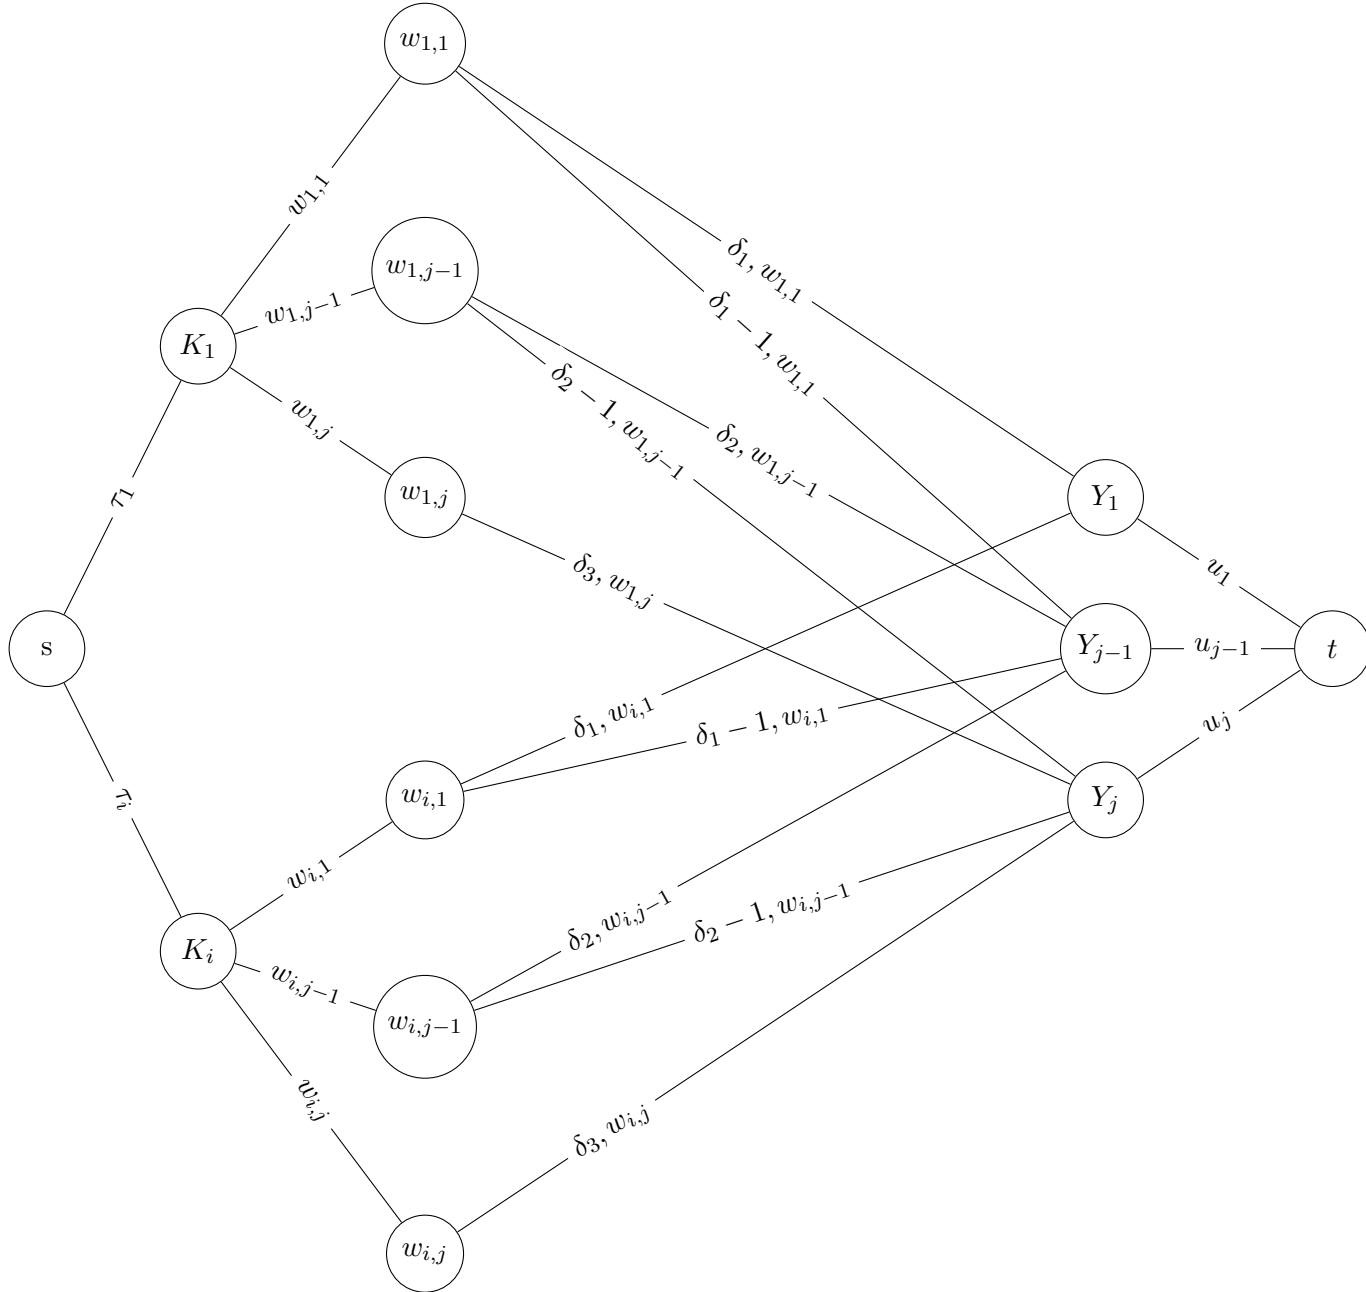 w_{1,1}
w_{1,1}
δ_1, w_{1,1}
δ_1 − 1, w_{1,1}
w_{1,j−1}
w_{1,j−1}
K_1
δ_2 − 1, w_{1,j−1}
δ_2, w_{1,j−1}
w_{1,j}
w_{1,j}
τ_1
Y_1
δ_3, w_{1,j}
u_1
s
Y_{j−1}
u_{j−1}
t
δ_1, w_{i,1}
δ_1 − 1, w_{i,1}
u_j
τ_i
w_{i,1}
Y_j
w_{i,1}
δ_2, w_{i,j−1}
δ_2 − 1, w_{i,j−1}
K_i
w_{i,j−1}
w_{i,j−1}
w_{i,j}
δ_3, w_{i,j}
w_{i,j}